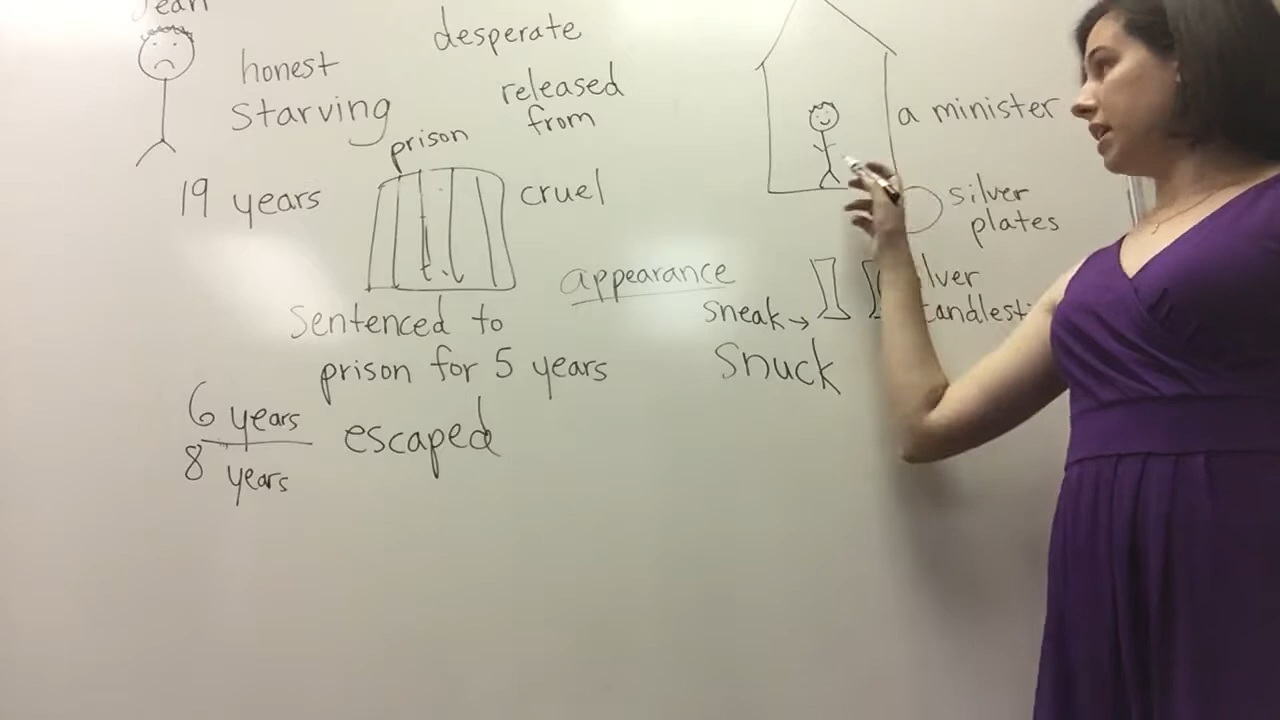 Jean
honest
starving
desperate
released
from
prison
19 years
cruel
sentenced to
prison for 5 years
6 years
8 years
escaped
appearance
sneak →
snuck
a minister
silver
plates